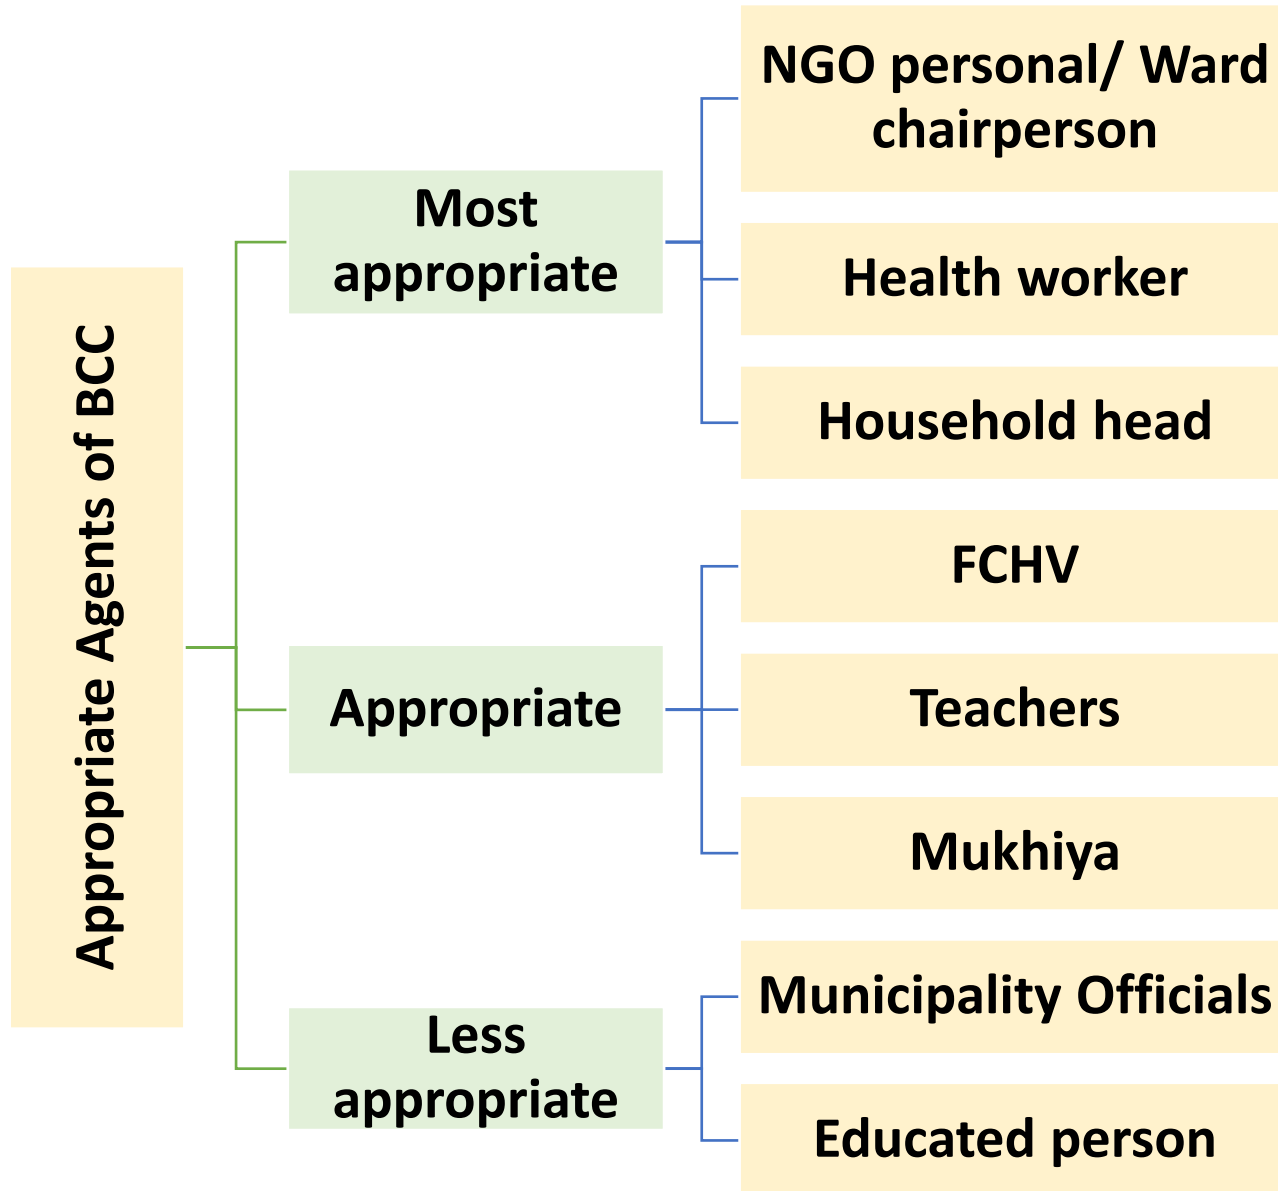 Appropriate Agents of BCC
Most
appropriate
NGO personal/ Ward
chairperson
Health worker
Household head
Appropriate
FCHV
Teachers
Mukhiya
Less
appropriate
Municipality Officials
Educated person